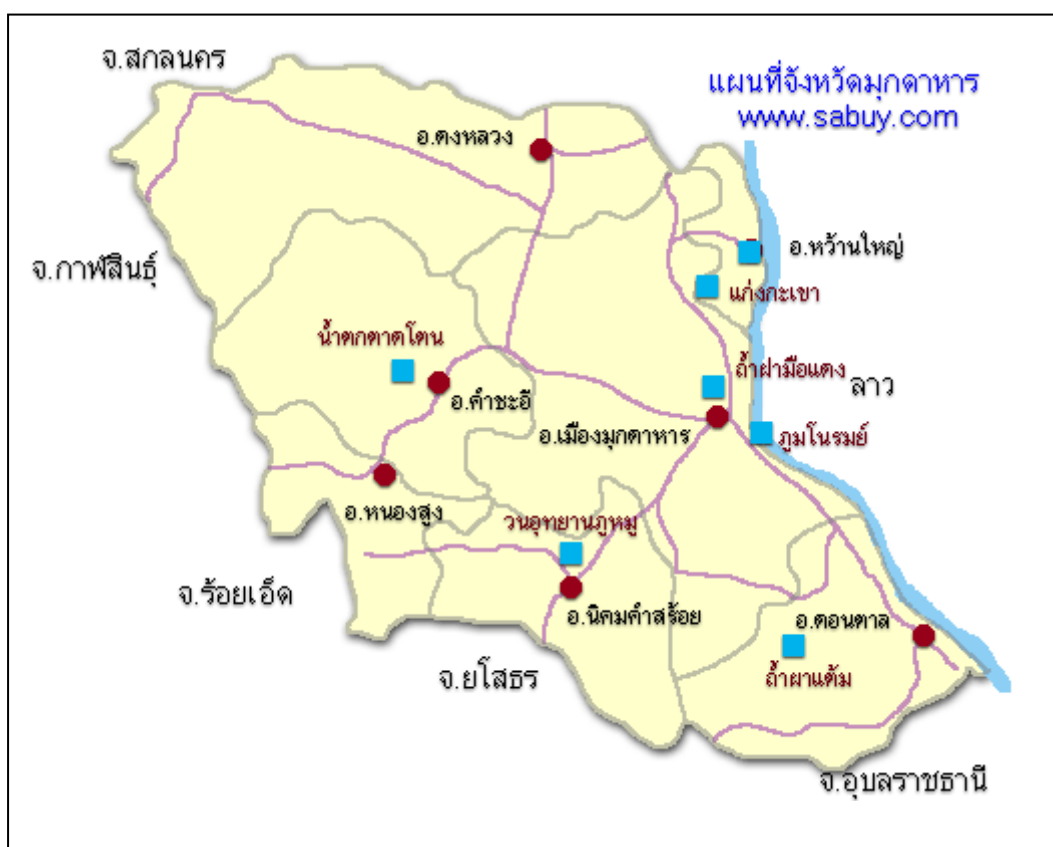 จ.สกลนคร
แผนที่จังหวัดมุกดาหาร
www.sabuy.com
อ.ดงหลวง
อ.หว้านใหญ่
จ.กาฬสินธุ์
แก่งกะเบา
น้ำตกตาดโตน
ถ้ำฝ่ามือแดง
ลาว
อ.คำชะอี
อ.เมืองมุกดาหาร
ภูมโนรมย์
อ.หนองสูง
วนอุทยานภูหมู
จ.ร้อยเอ็ด
อ.นิคมคำสร้อย
อ.ดอนตาล
จ.ยโสธร
ถ้ำผาแต้ม
จ.อุบลราชธานี